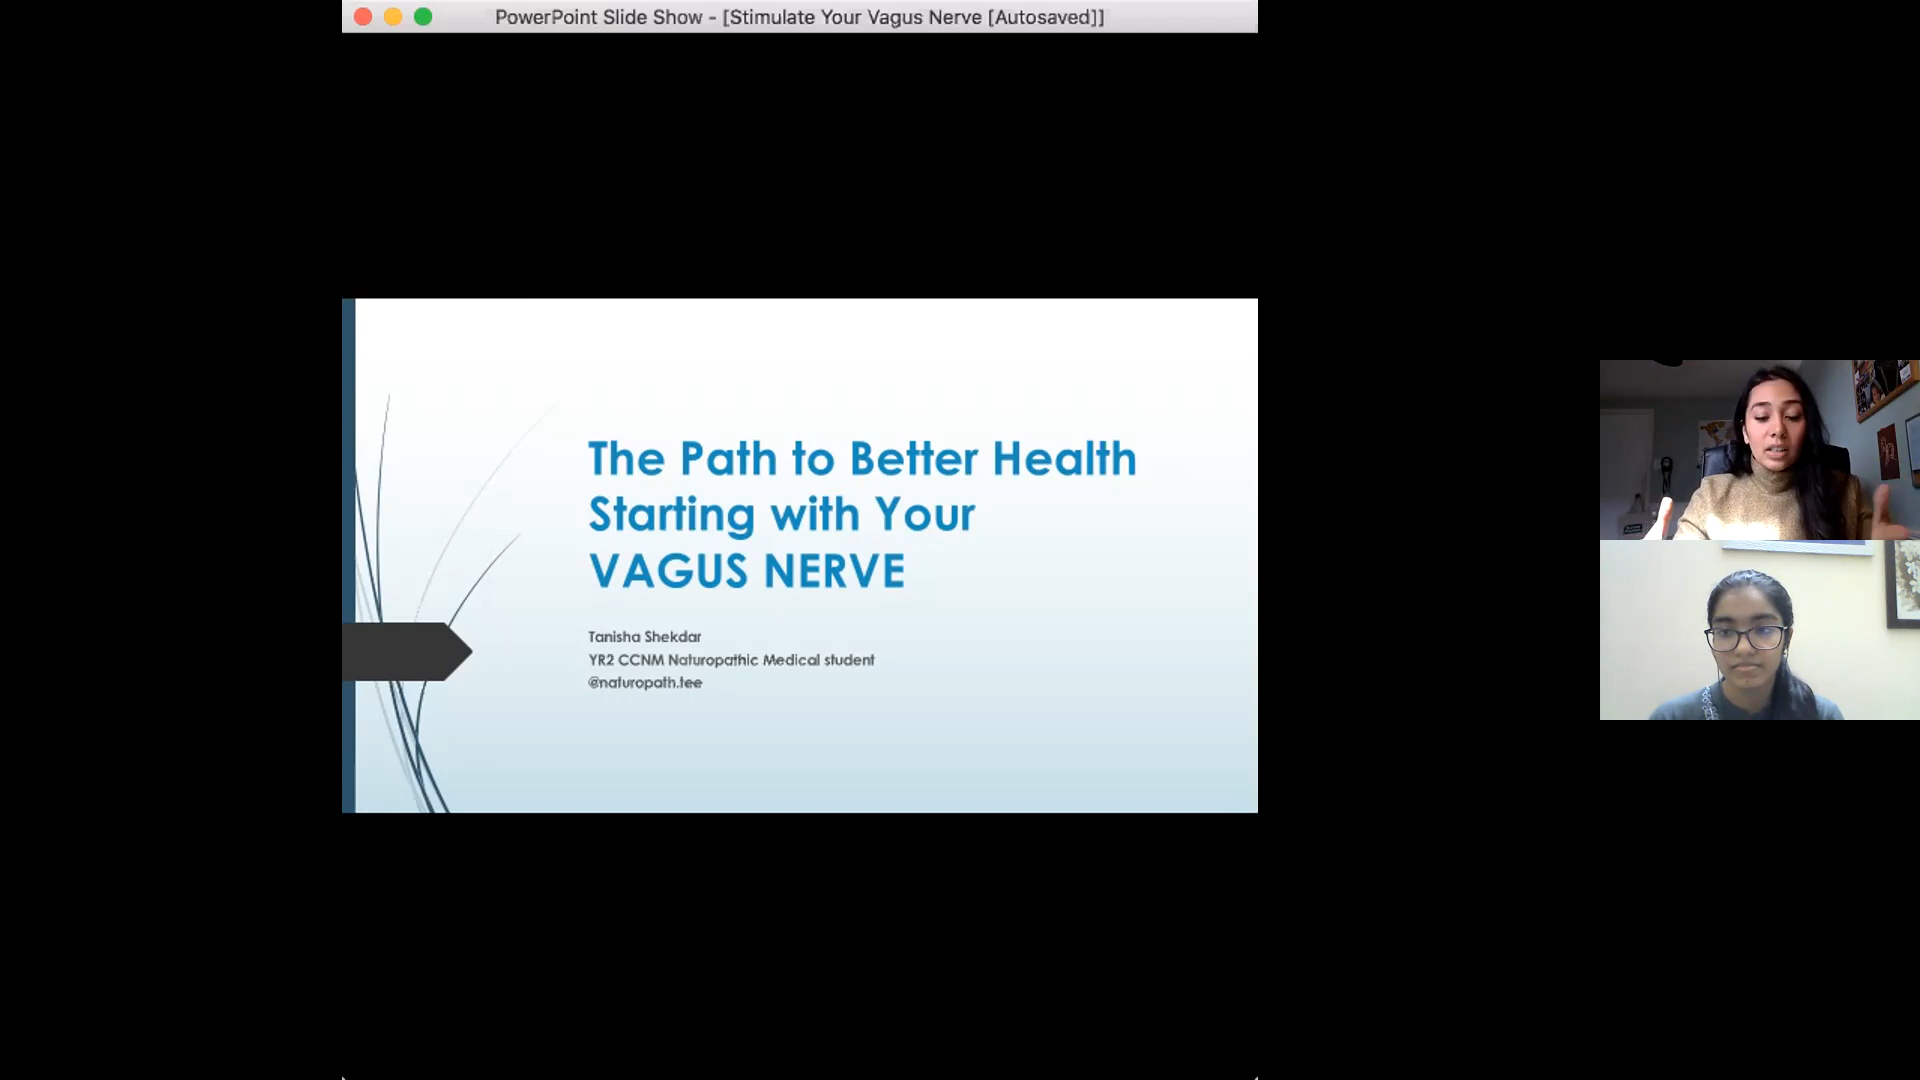 PowerPoint Slide Show - [Stimulate Your Vagus Nerve [Autosaved]]
The Path to Better Health
Starting with Your
VAGUS NERVE
Tanisha Shekdar
YR2 CCNM Naturopathic Medical student
@naturopath.tee